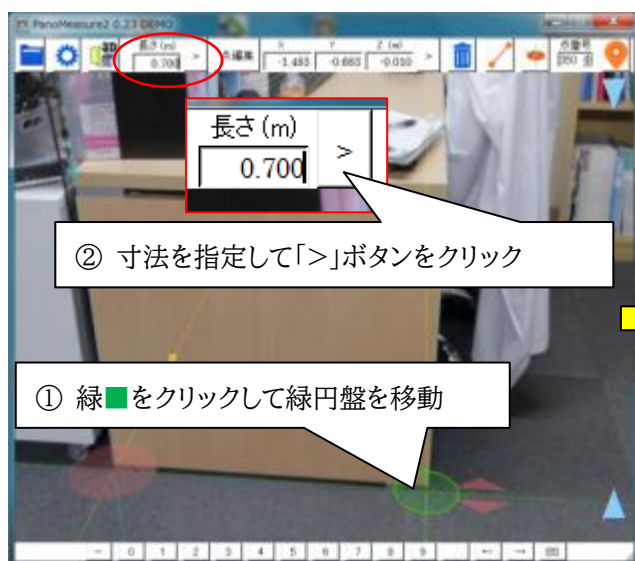 PanoMeasure2 0.23 DEMO
3D 長さ(m) 0.700 > 点編集 X -1.483 Y -0.683 Z (m) -0.010 > 点番号
長さ(m)
0.700 >
② 寸法を指定して「>」ボタンをクリック
① 緑■をクリックして緑円盤を移動
- 0 1 2 3 4 5 6 7 8 9 . ← →